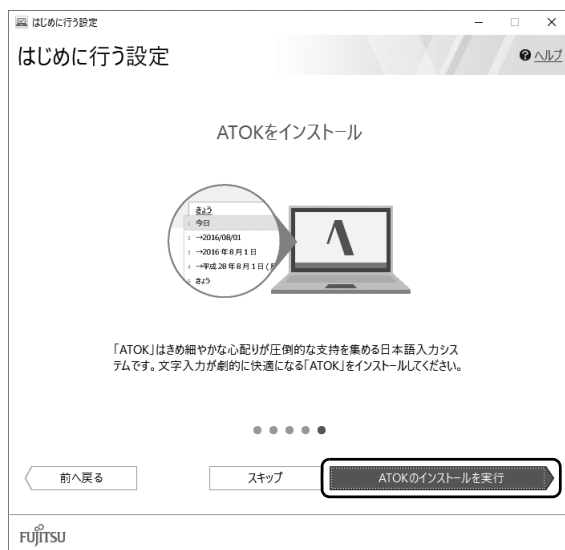 はじめに行う設定
はじめに行う設定
ヘルプ
ATOKをインストール
きょう
1 今日
2 →2016/08/01
3 →2016年8月1日
4 →平成28年8月1日(月
5 きょう
「ATOK」はきめ細やかな心配りが圧倒的な支持を集める日本語入力シス
テムです。文字入力が劇的に快適になる「ATOK」をインストールしてください。
前へ戻る
スキップ
ATOKのインストールを実行
FUJITSU